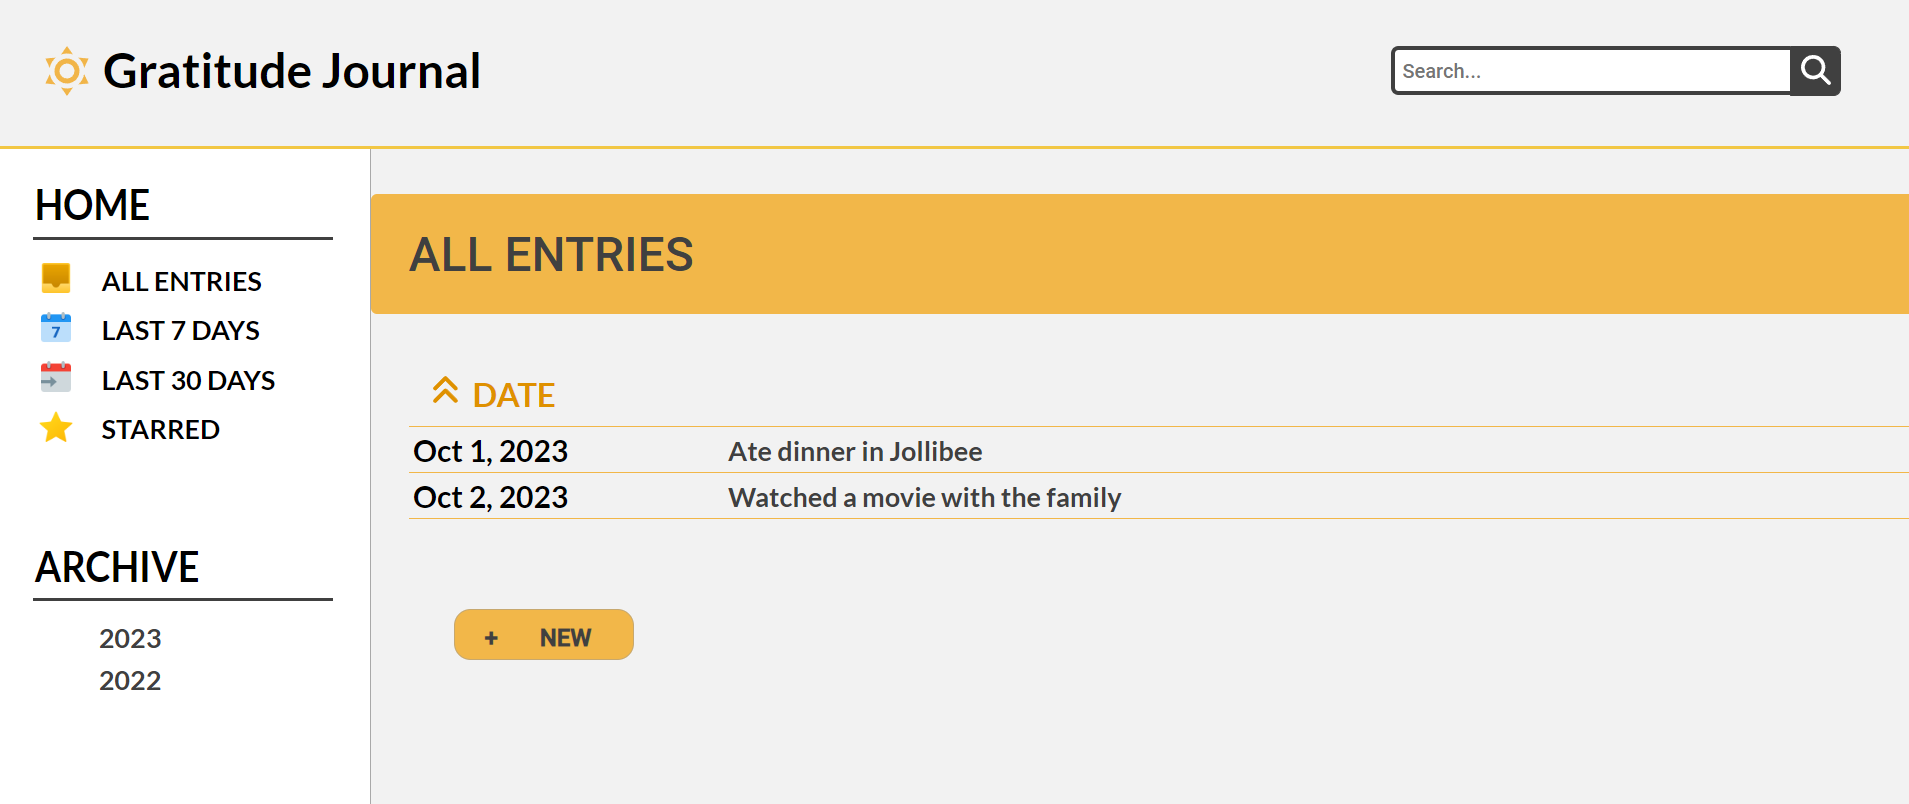 Gratitude Journal
Search...
HOME
ALL ENTRIES
7
LAST 7 DAYS
LAST 30 DAYS
STARRED
ARCHIVE
2023
2022
ALL ENTRIES
DATE
Oct 1, 2023 Ate dinner in Jollibee
Oct 2, 2023 Watched a movie with the family
+ NEW